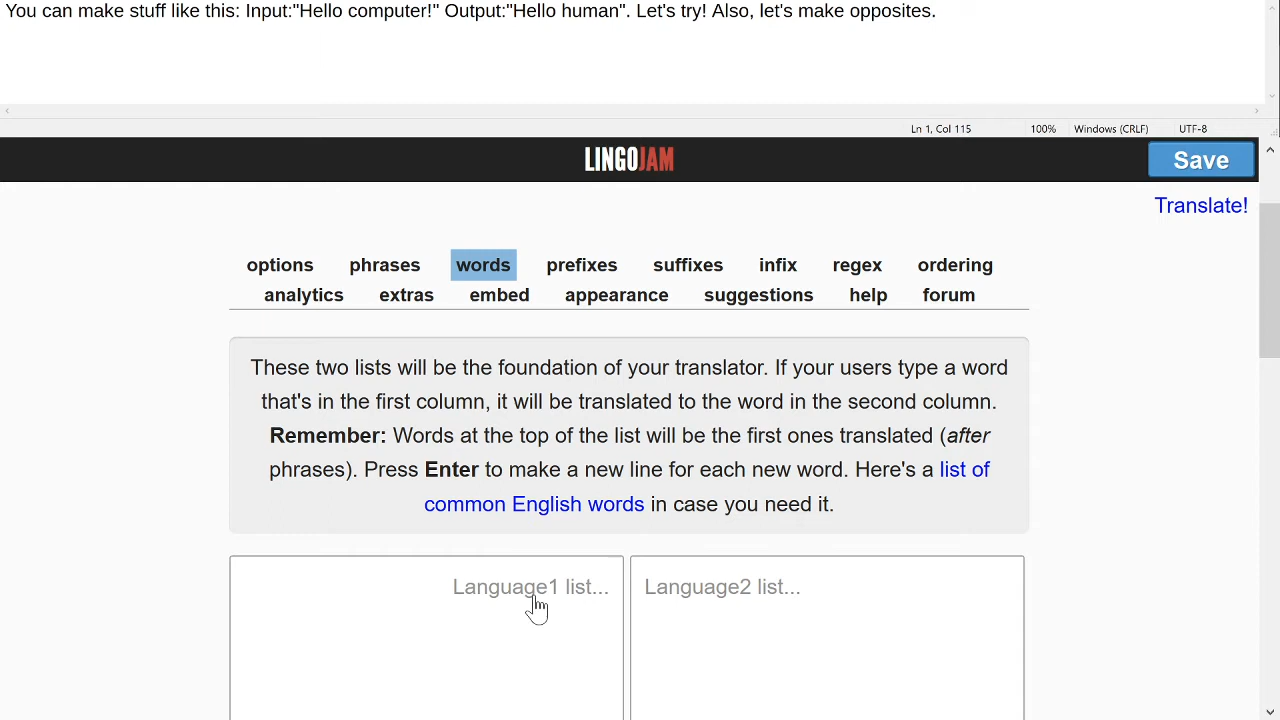 You can make stuff like this: Input:"Hello computer!" Output:"Hello human". Let's try! Also, let's make opposites.
Ln 1, Col 115 100% Windows (CRLF) UTF-8
LINGOJAM Save
Translate!
options phrases words prefixes suffixes infix regex ordering
analytics extras embed appearance suggestions help forum
These two lists will be the foundation of your translator. If your users type a word
that's in the first column, it will be translated to the word in the second column.
Remember: Words at the top of the list will be the first ones translated (after
phrases). Press Enter to make a new line for each new word. Here's a list of
common English words in case you need it.
Language1 list... Language2 list...